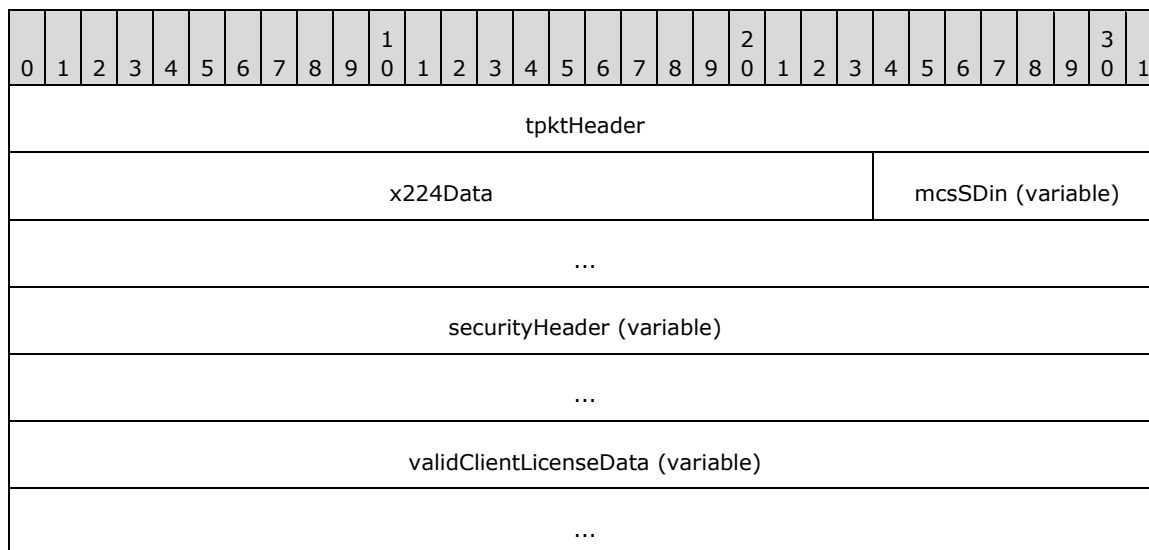 1 2 3
0 1 2 3 4 5 6 7 8 9 0 1 2 3 4 5 6 7 8 9 0 1 2 3 4 5 6 7 8 9 0 1
tpktHeader
x224Data mcsSDin (variable)
...
securityHeader (variable)
...
validClientLicenseData (variable)
...